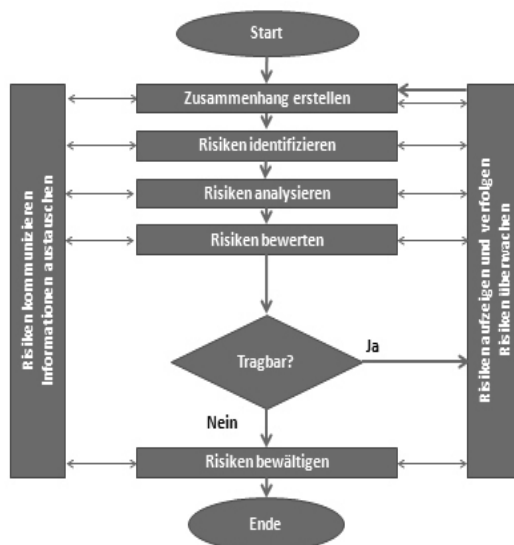 Start
Zusammenhang erstellen
Risiken identifizieren
Risiken analysieren
Risiken bewerten
Tragbar?
Ja
Nein
Risiken bewältigen
Ende
Risiken kommunizieren
Informationen austauschen
Risiken aufzeigen und verfolgen
Risiken überwachen